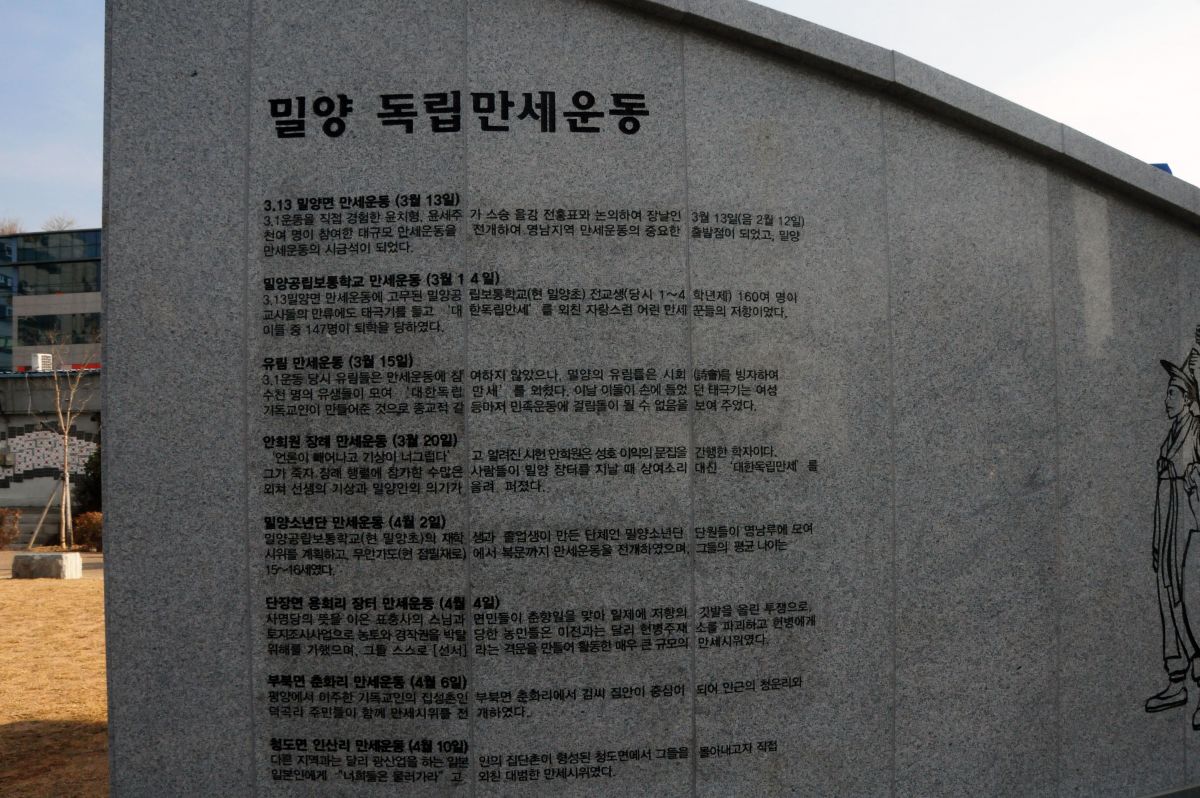 밀양 독립만세운동
3.13 밀양면 만세운동 (3월 13일)
3.1운동을 직접 경험한 윤치형, 윤세주가 스승 을강 전홍표와 논의하여 장날인 3월 13일(음 2월 12일)
천여 명이 참여한 대규모 만세운동을 전개하여 영남지역 만세운동의 중요한 출발점이 되었고, 밀양
만세운동의 시금석이 되었다.
밀양공립보통학교 만세운동 (3월 14일)
3.13밀양면 만세운동에 고무된 밀양공립보통학교(현 밀양초) 전교생(당시 1~4학년제) 160여 명이
교사들의 만류에도 태극기를 들고 '대한독립만세'를 외친 자랑스런 어린 만세꾼들의 저항이었다.
이들 중 147명이 퇴학을 당하였다.
유림 만세운동 (3월 15일)
3.1운동 당시 유림들은 만세운동에 참여하지 않았으나, 밀양의 유림들은 시회(詩會)를 빙자하여
수천 명의 유생들이 모여 '대한독립만세'를 외쳤다. 이날 이들이 손에 들었던 태극기는 여성
기독교인이 만들어준 것으로 종교적 갈등마저 민족운동에 걸림돌이 될 수 없음을 보여 주었다.
안희원 장례 만세운동 (3월 20일)
'언론이 빼어나고 기상이 너그럽다'고 알려진 시헌 안희원은 성호 이익의 문집을 간행한 학자이다.
그가 죽자 장례 행렬에 참가한 수많은 사람들이 밀양 장터를 지날 때 상여소리 대신 '대한독립만세'를
외쳐 선생의 기상과 밀양인의 의기가 울려 퍼졌다.
밀양소년단 만세운동 (4월 2일)
밀양공립보통학교(현 밀양초)의 재학생과 졸업생이 만든 단체인 밀양소년단 단원들이 영남루에 모여
시위를 계획하고, 무안가도(현 점필재로)에서 북문까지 만세운동을 전개하였으며, 그들의 평균 나이는
15~16세였다.
단장면 용회리 장터 만세운동 (4월 4일)
사명당의 뜻을 이은 표충사의 스님과 면민들이 춘향일을 맞아 일제에 저항의 깃발을 올린 투쟁으로,
토지조사사업으로 농토와 경작권을 박탈당한 농민들은 이전과는 달리 헌병주재소를 파괴하고 헌병에게
위해를 가했으며, 그들 스스로 [선서]라는 격문을 만들어 활동한 매우 큰 규모의 만세시위였다.
부북면 춘화리 만세운동 (4월 6일)
평양에서 이주한 기독교인의 집성촌인 부북면 춘화리에서 김씨 집안이 중심이 되어 인근의 청운리와
덕곡리 주민들이 함께 만세시위를 전개하였다.
청도면 인산리 만세운동 (4월 10일)
다른 지역과는 달리 광산업을 하는 일본인의 집단촌이 형성된 청도면에서 그들을 몰아내고자 직접
일본인에게 "너희들은 물러가라" 고 외친 대범한 만세시위였다.